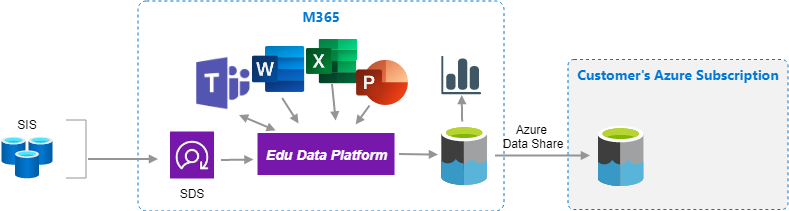 M365
Customer's Azure Subscription
T
W
X
P
SIS
Azure
Data Share
Edu Data Platform
SDS